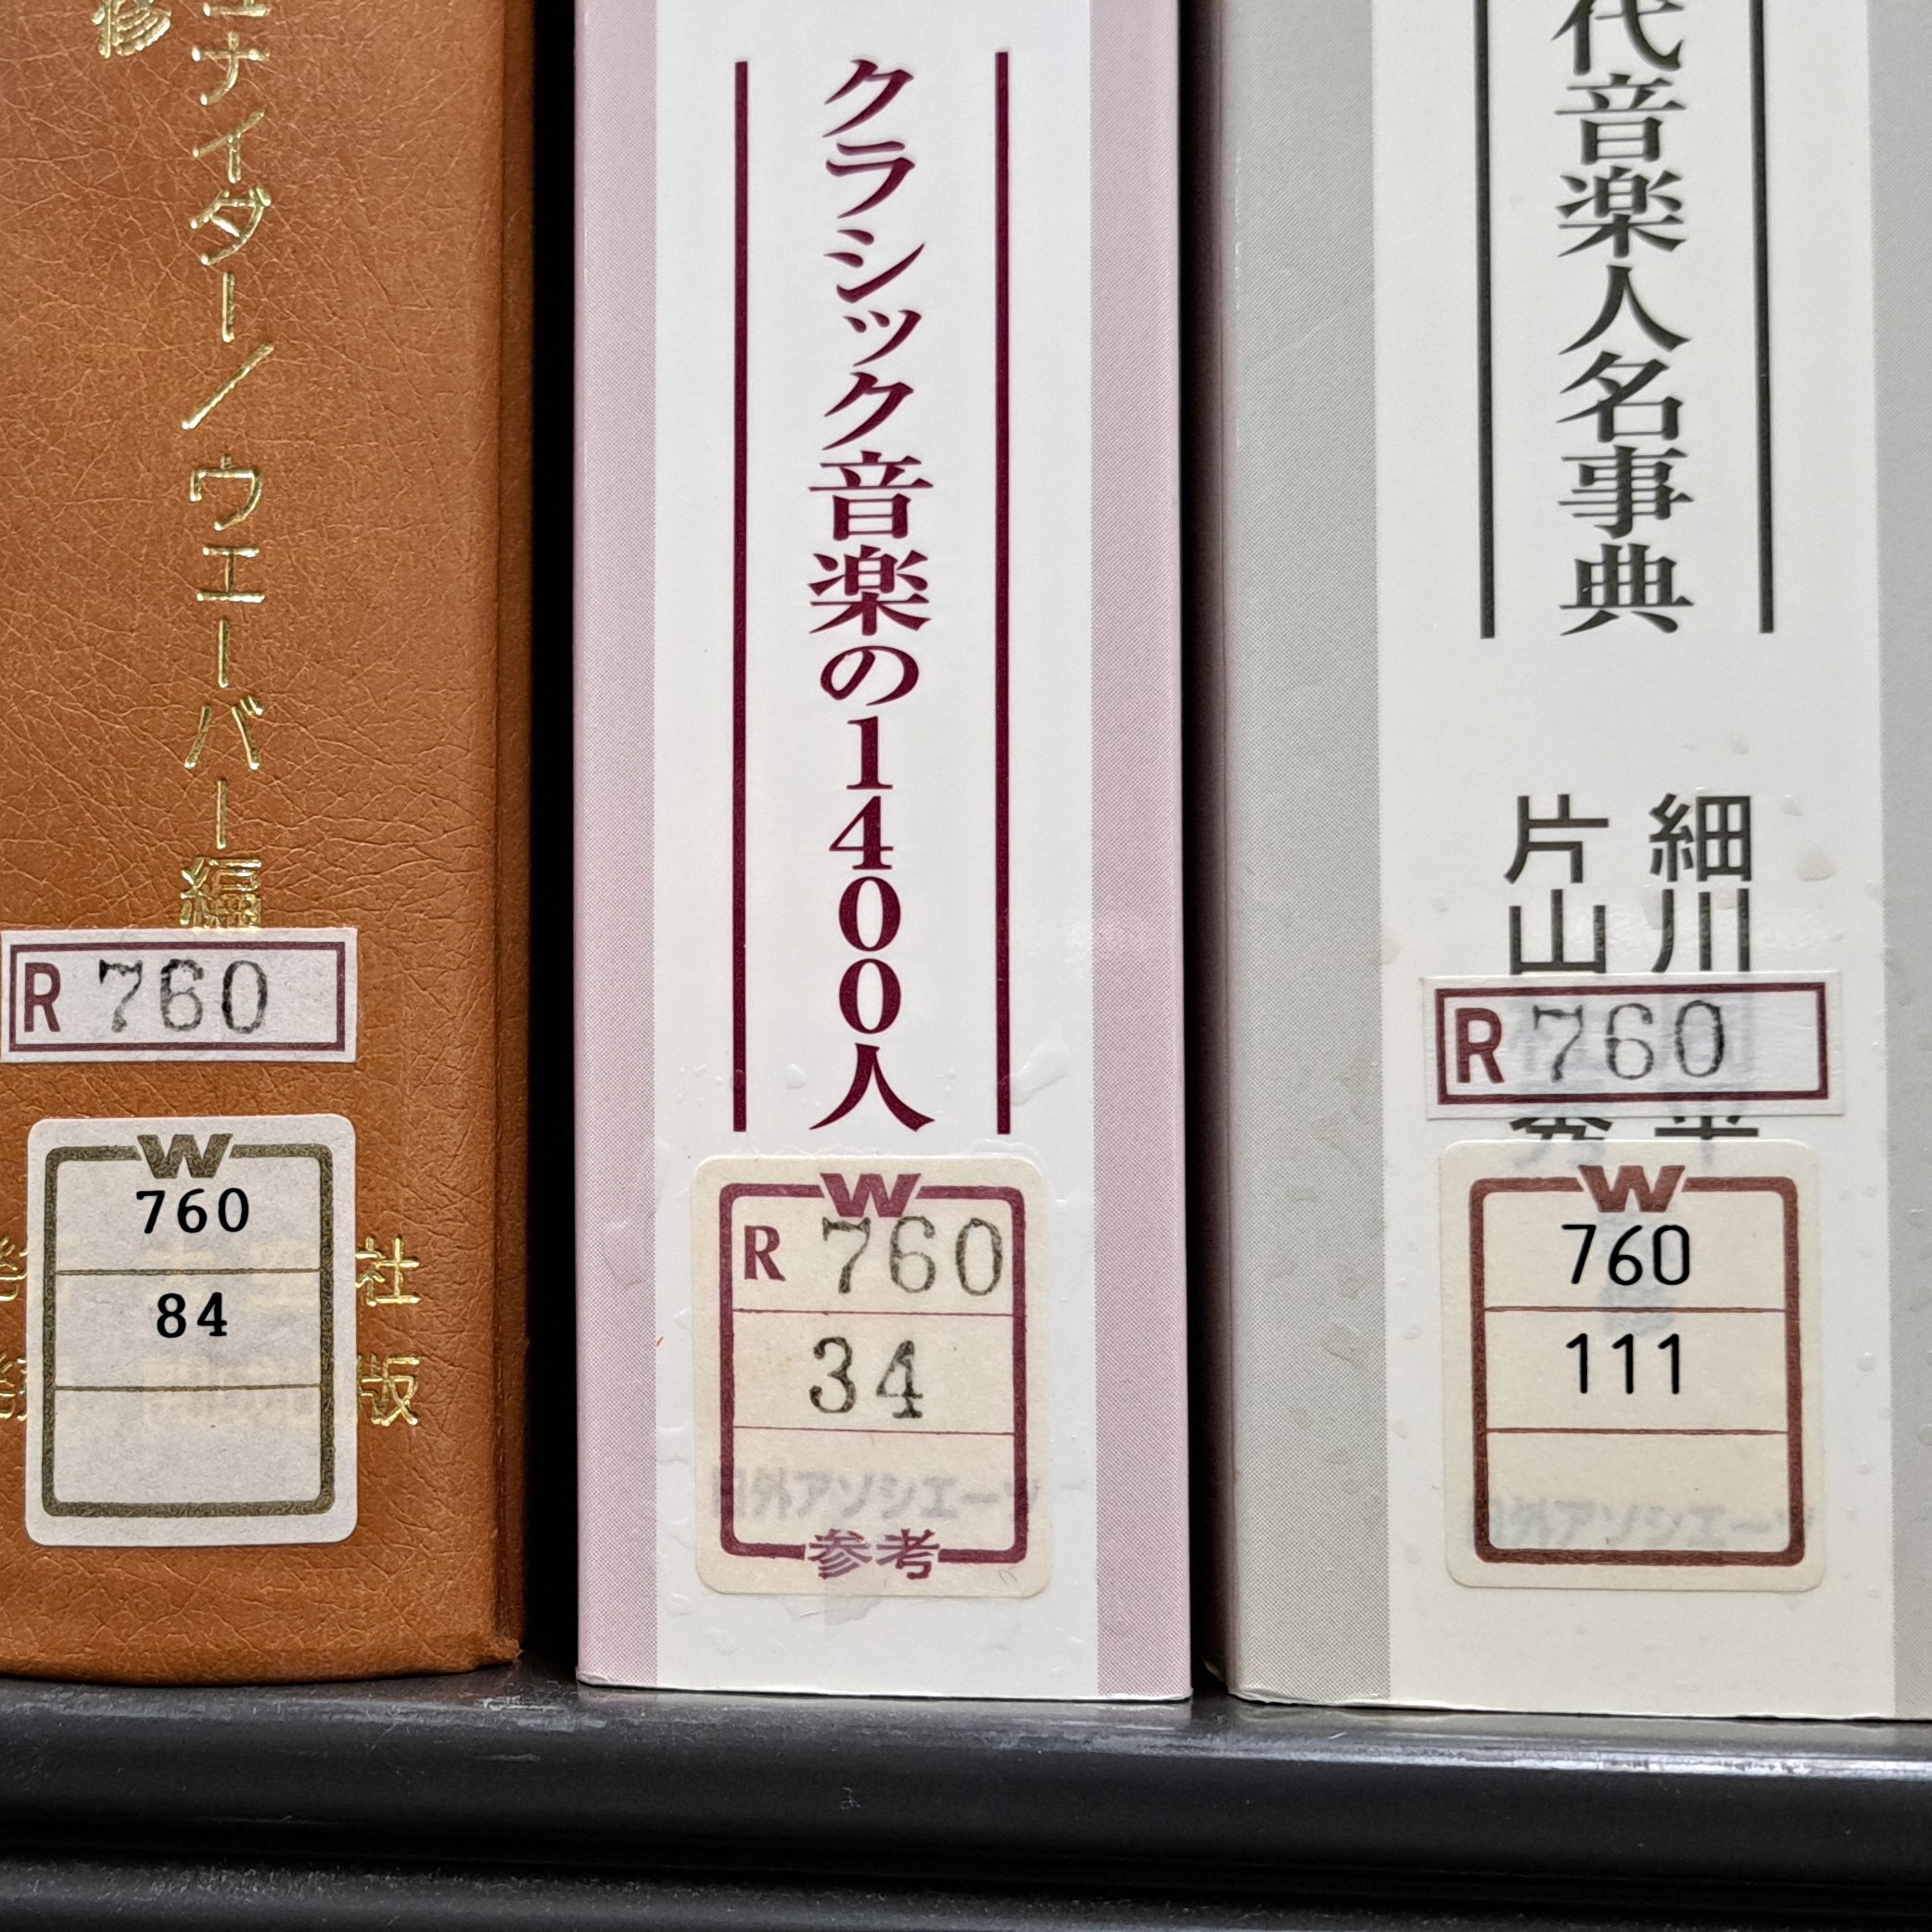 修
ュナイダー/ウェーバー編
R 760
W
760
84
社
版
クラシック音楽の1400人
W
R 760
34
日外アソシエーツ
参考
代音楽人名事典
細川
片山
R 760
W
760
111
日外アソシエーツ